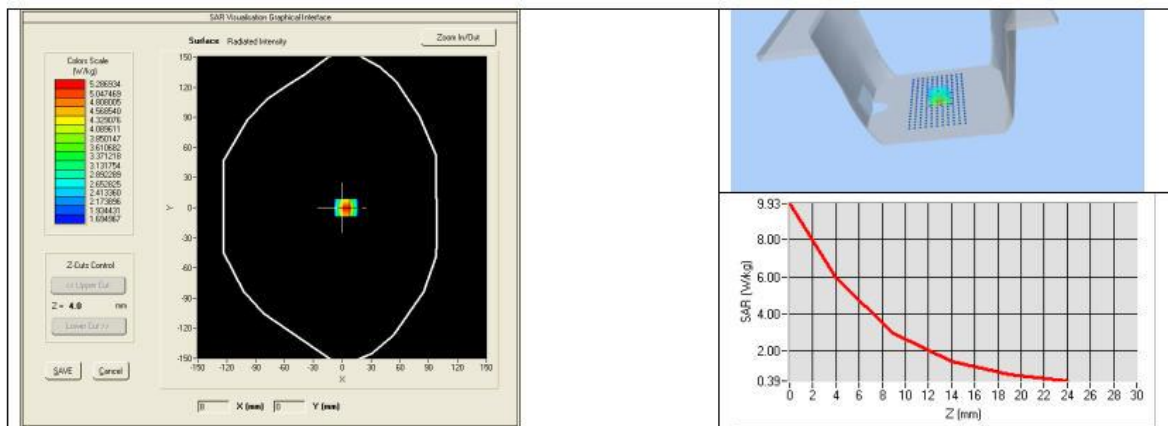 SAR Visualisation Graphical Interface
Surface Radiated Intensity
Zoom In/Out
Colors Scale
(W/kg)
5.286934
5.047469
4.808005
4.568540
4.329076
4.089611
3.850147
3.610682
3.371218
3.131754
2.892289
2.652825
2.413360
2.173896
1.934431
1.694967
Z-Cuts Control
<< Upper Cut
Z = 4.0 mm
Lower Cut >>
SAVE Cancel
150
120
90
60
30
0
-30
-60
-90
-120
-150
Y
-150 -120 -90 -60 -30 0 30 60 90 120 150
X
X (mm) 0 Y (mm)
9.93
8.00
6.00
4.00
2.00
0.39
SAR (W/kg)
0 2 4 6 8 10 12 14 16 18 20 22 24 26 28 30
Z (mm)